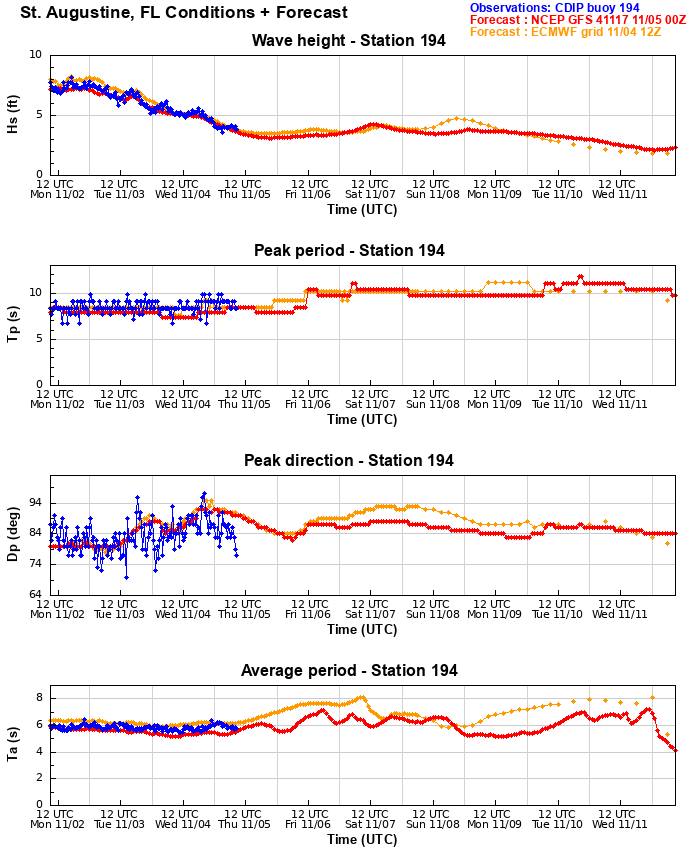 St. Augustine, FL Conditions + Forecast
Observations: CDIP buoy 194
Forecast : NCEP GFS 41117 11/05 00Z
Forecast : ECMWF grid 11/04 12Z
Wave height - Station 194
Hs (ft)
10
5
0
12 UTC 12 UTC 12 UTC 12 UTC 12 UTC 12 UTC 12 UTC 12 UTC 12 UTC 12 UTC
Mon 11/02 Tue 11/03 Wed 11/04 Thu 11/05 Fri 11/06 Sat 11/07 Sun 11/08 Mon 11/09 Tue 11/10 Wed 11/11
Time (UTC)
Peak period - Station 194
Tp (s)
10
5
0
12 UTC 12 UTC 12 UTC 12 UTC 12 UTC 12 UTC 12 UTC 12 UTC 12 UTC 12 UTC
Mon 11/02 Tue 11/03 Wed 11/04 Thu 11/05 Fri 11/06 Sat 11/07 Sun 11/08 Mon 11/09 Tue 11/10 Wed 11/11
Time (UTC)
Peak direction - Station 194
Dp (deg)
94
84
74
64
12 UTC 12 UTC 12 UTC 12 UTC 12 UTC 12 UTC 12 UTC 12 UTC 12 UTC 12 UTC
Mon 11/02 Tue 11/03 Wed 11/04 Thu 11/05 Fri 11/06 Sat 11/07 Sun 11/08 Mon 11/09 Tue 11/10 Wed 11/11
Time (UTC)
Average period - Station 194
Ta (s)
8
6
4
2
0
12 UTC 12 UTC 12 UTC 12 UTC 12 UTC 12 UTC 12 UTC 12 UTC 12 UTC 12 UTC
Mon 11/02 Tue 11/03 Wed 11/04 Thu 11/05 Fri 11/06 Sat 11/07 Sun 11/08 Mon 11/09 Tue 11/10 Wed 11/11
Time (UTC)